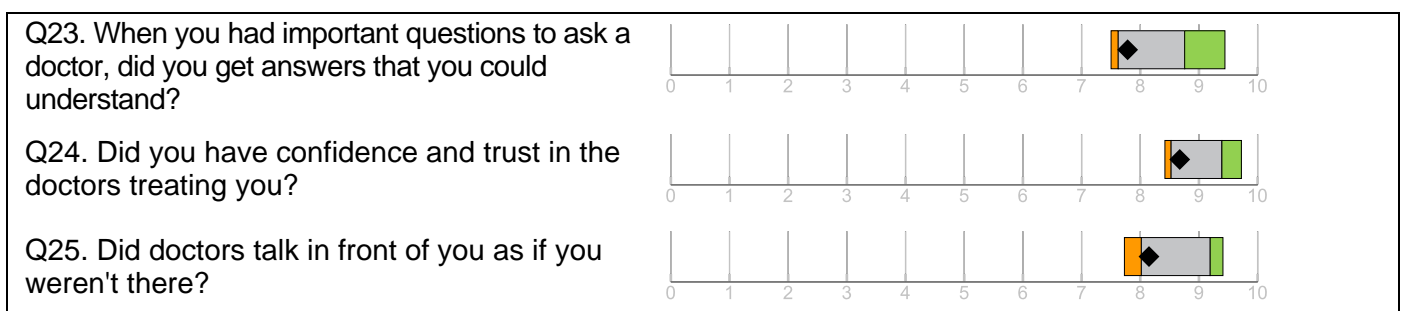 Q23. When you had important questions to ask a
doctor, did you get answers that you could
understand?
0 1 2 3 4 5 6 7 8 9 10
Q24. Did you have confidence and trust in the
doctors treating you?
0 1 2 3 4 5 6 7 8 9 10
Q25. Did doctors talk in front of you as if you
weren't there?
0 1 2 3 4 5 6 7 8 9 10